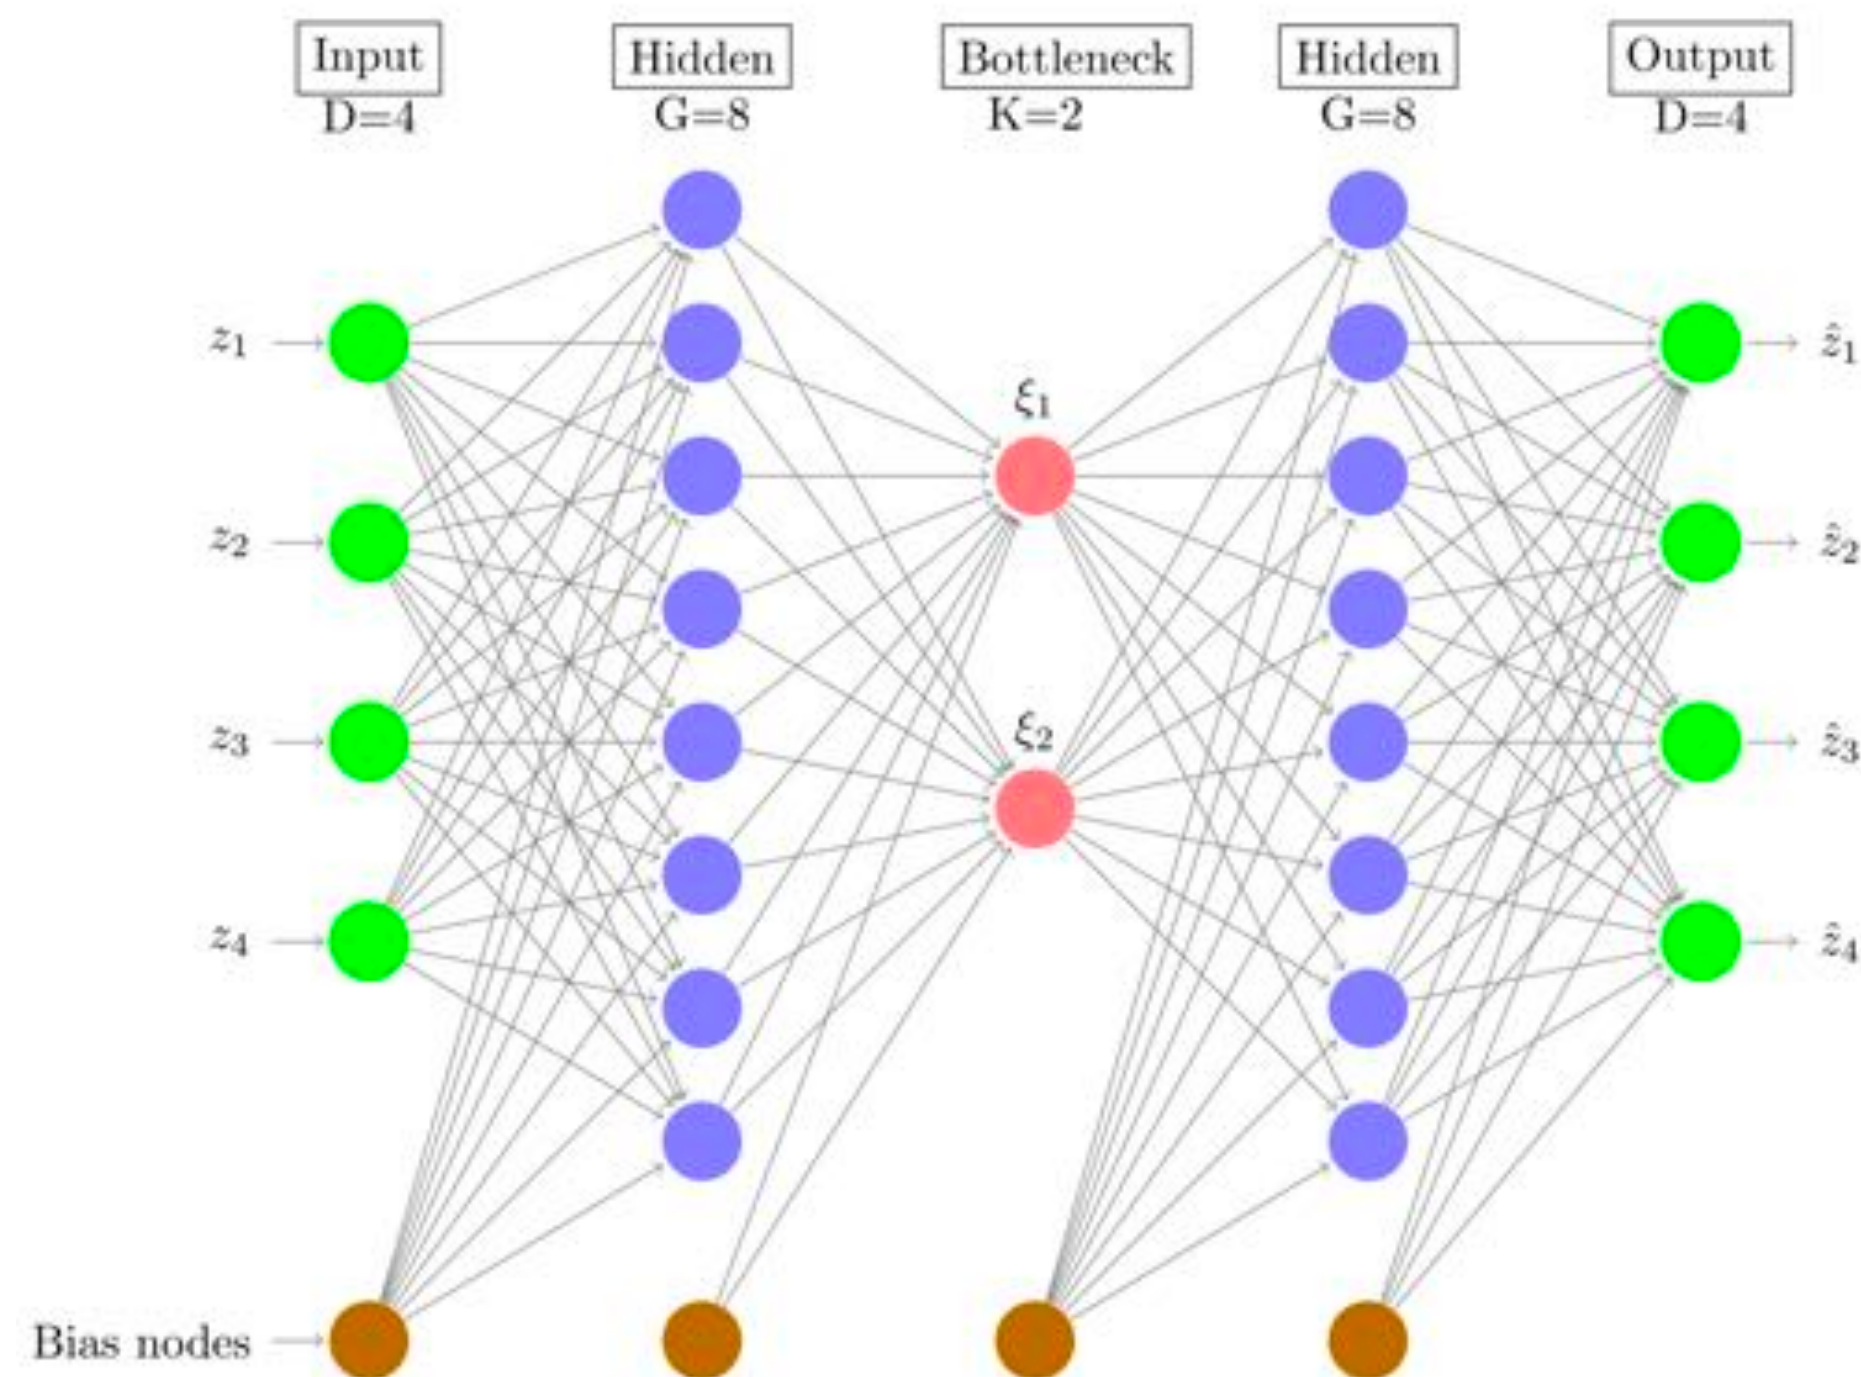 Input Hidden Bottleneck Hidden Output
D=4 G=8 K=2 G=8 D=4
z₁ ẑ₁
ξ₁
z₂ ẑ₂
ξ₂
z₃ ẑ₃
z₄ ẑ₄
Bias nodes